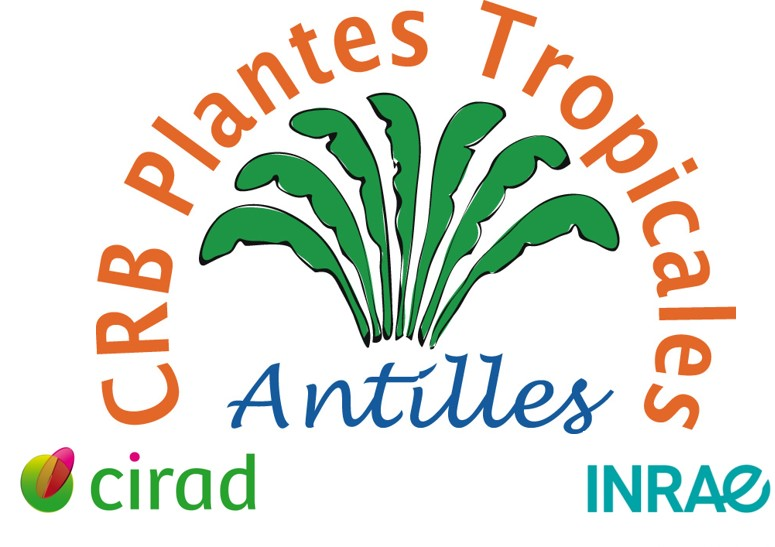 CRB Plantes Tropicales
Antilles
cirad
INRAE